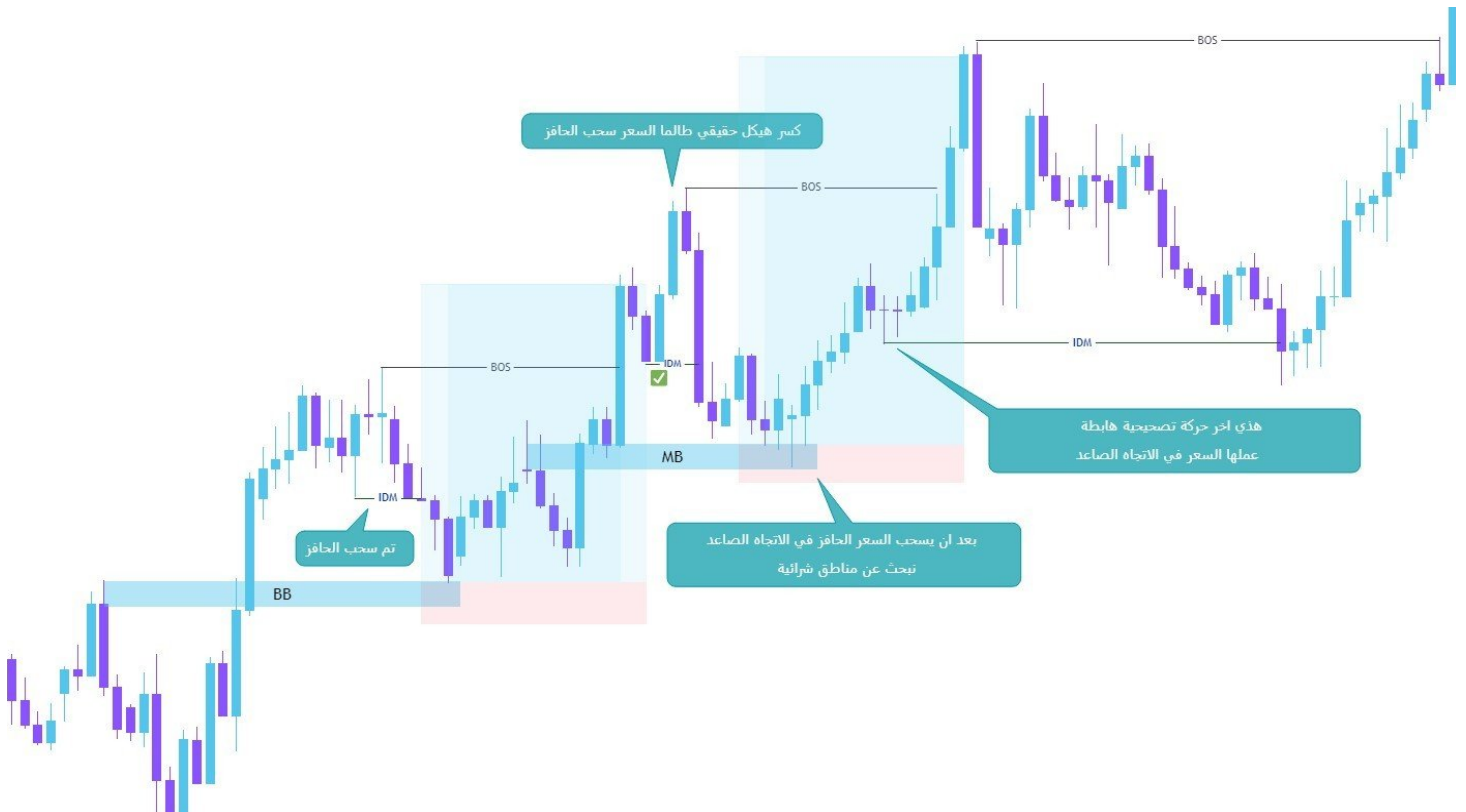 BOS
كسر هيكل حقيقي طالما السعر سحب الحافز
BOS
BOS
IDM
IDM
هذي اخر حركة تصحيحية هابطة
عملها السعر في الاتجاه الصاعد
MB
IDM
تم سحب الحافز
بعد ان يسحب السعر الحافز في الاتجاه الصاعد
نبحث عن مناطق شرائية
BB